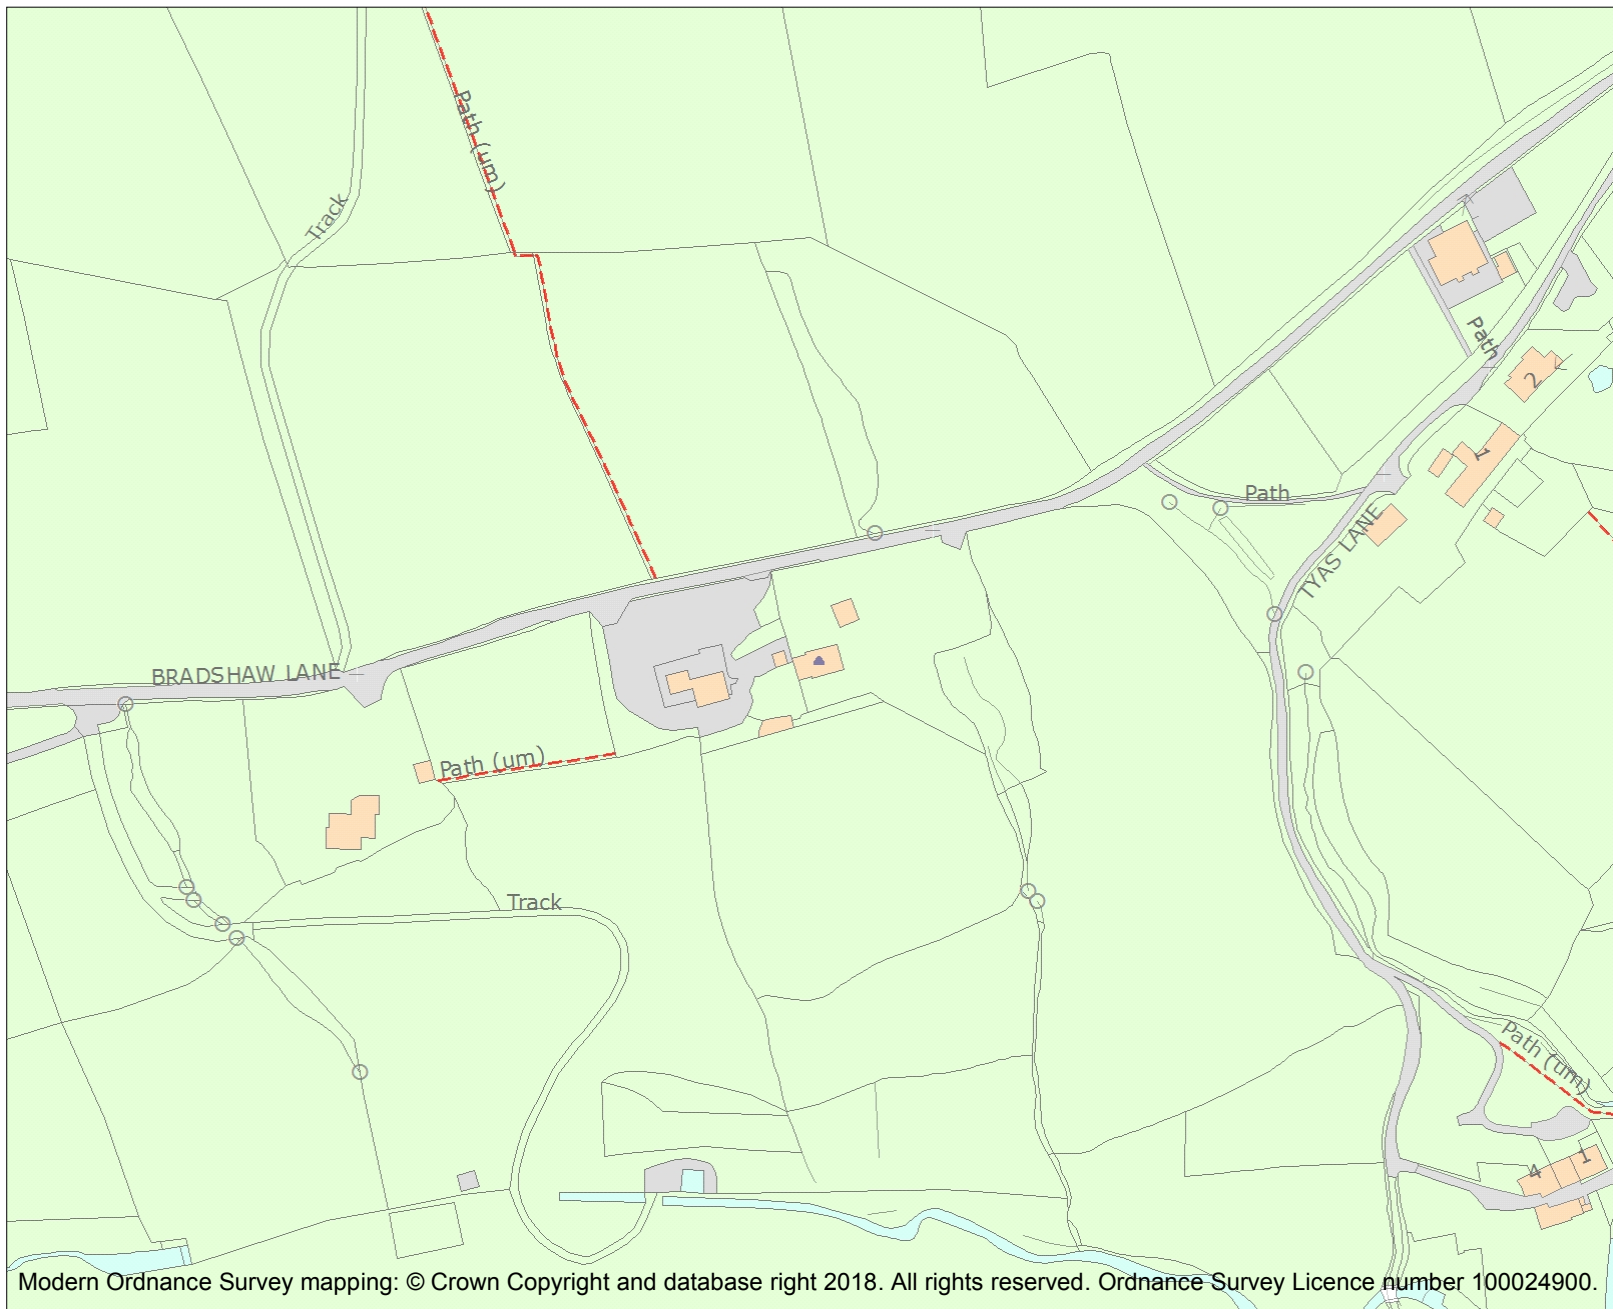 Path (um)
Track
Path
2
1
Path
TYAS LANE
BRADSHAW LANE
Path (um)
Track
Path (um)
4
1
Modern Ordnance Survey mapping: © Crown Copyright and database right 2018. All rights reserved. Ordnance Survey Licence number 100024900.